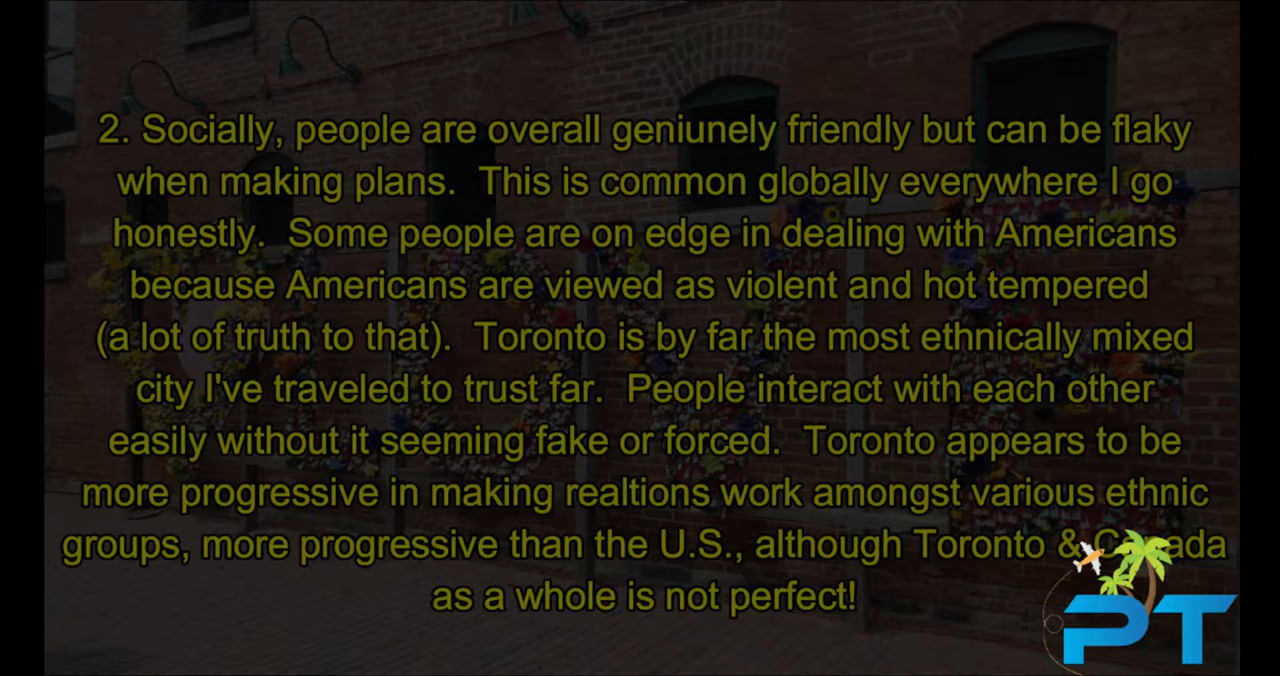 2. Socially, people are overall geniunely friendly but can be flaky
when making plans.  This is common globally everywhere I go
honestly.  Some people are on edge in dealing with Americans
because Americans are viewed as violent and hot tempered
(a lot of truth to that).  Toronto is by far the most ethnically mixed
city I've traveled to trust far.  People interact with each other
easily without it seeming fake or forced.  Toronto appears to be
more progressive in making realtions work amongst various ethnic
groups, more progressive than the U.S., although Toronto & Canada
as a whole is not perfect!
PT